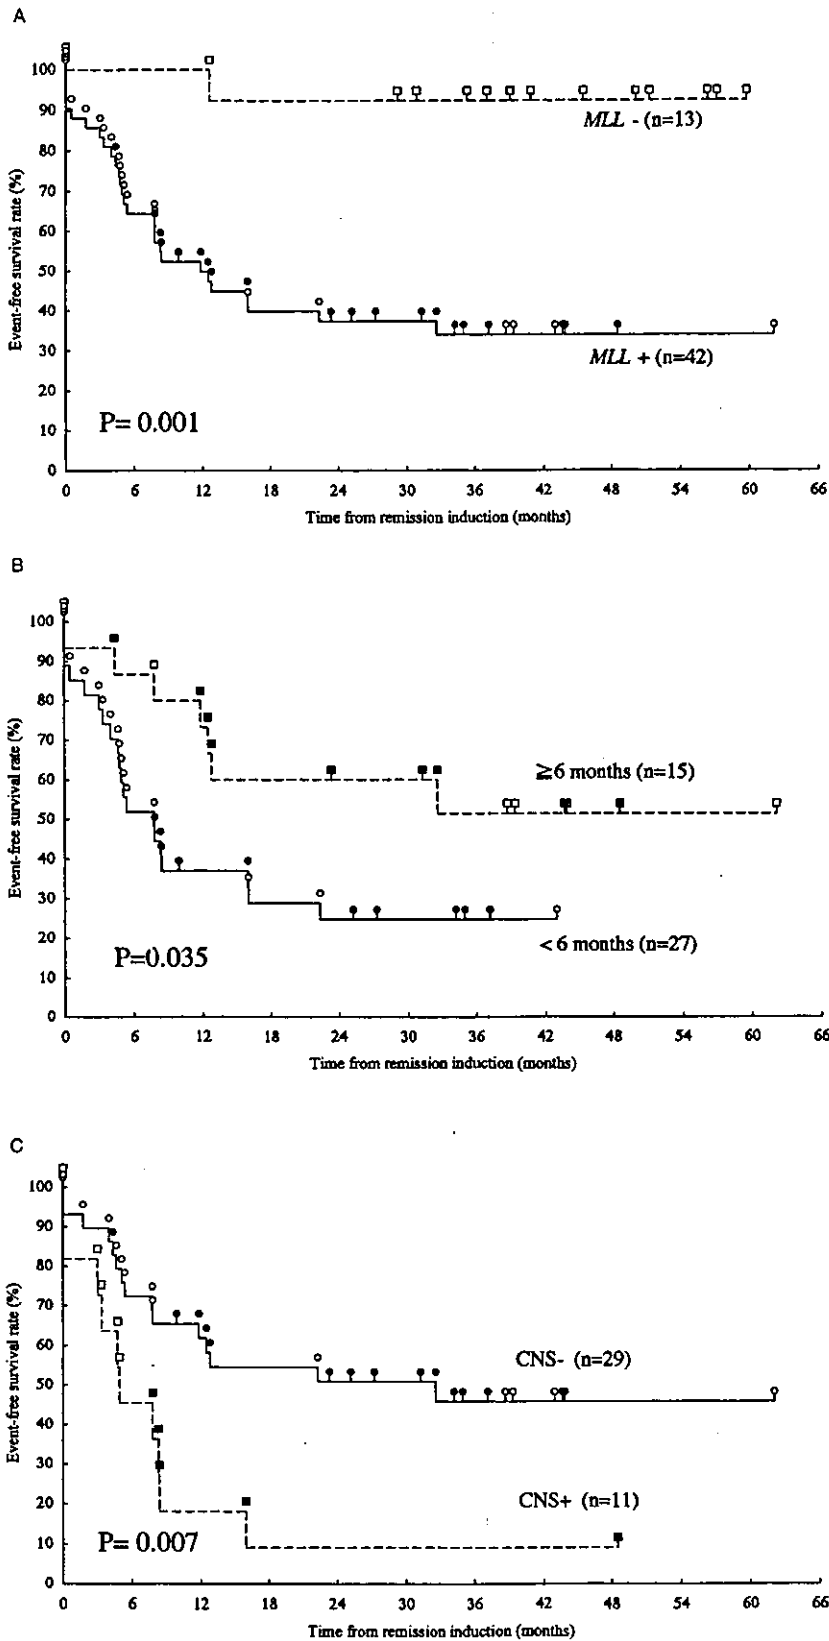 A
Event-free survival rate (%)
100
90
80
70
60
50
40
30
20
10
0
MLL - (n=13)
MLL + (n=42)
P= 0.001
0 6 12 18 24 30 36 42 48 54 60 66
Time from remission induction (months)
B
Event-free survival rate (%)
100
90
80
70
60
50
40
30
20
10
0
≧6 months (n=15)
< 6 months (n=27)
P=0.035
0 6 12 18 24 30 36 42 48 54 60 66
Time from remission induction (months)
C
Event-free survival rate (%)
100
90
80
70
60
50
40
30
20
10
0
CNS- (n=29)
CNS+ (n=11)
P= 0.007
0 6 12 18 24 30 36 42 48 54 60 66
Time from remission induction (months)